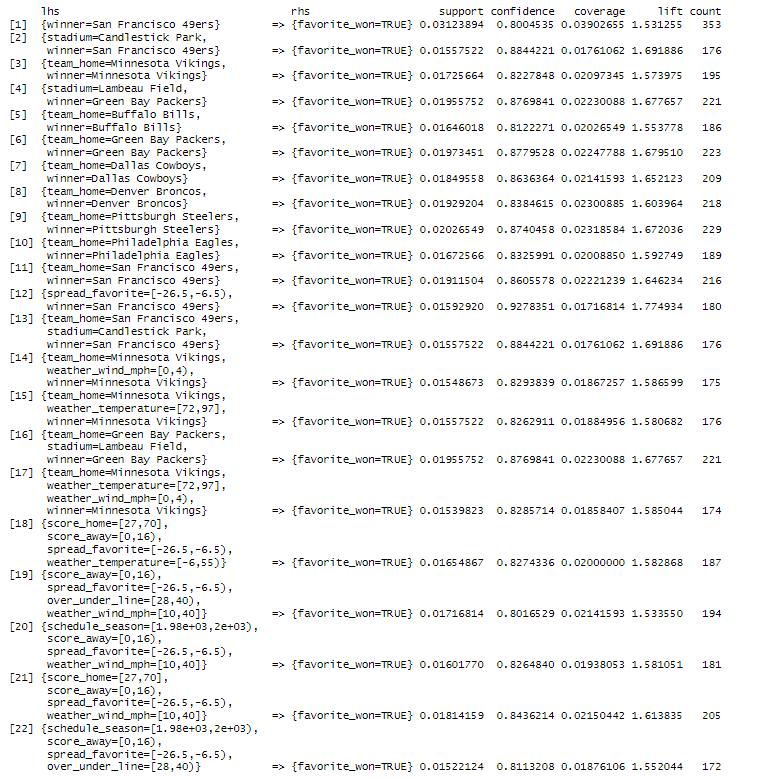 lhs rhs support confidence coverage lift count
[1] {winner=San Francisco 49ers} => {favorite_won=TRUE} 0.03123894 0.8004535 0.03902655 1.531255 353
[2] {stadium=Candlestick Park,
winner=San Francisco 49ers} => {favorite_won=TRUE} 0.01557522 0.8844221 0.01761062 1.691886 176
[3] {team_home=Minnesota Vikings,
winner=Minnesota Vikings} => {favorite_won=TRUE} 0.01725664 0.8227848 0.02097345 1.573975 195
[4] {stadium=Lambeau Field,
winner=Green Bay Packers} => {favorite_won=TRUE} 0.01955752 0.8769841 0.02230088 1.677657 221
[5] {team_home=Buffalo Bills,
winner=Buffalo Bills} => {favorite_won=TRUE} 0.01646018 0.8122271 0.02026549 1.553778 186
[6] {team_home=Green Bay Packers,
winner=Green Bay Packers} => {favorite_won=TRUE} 0.01973451 0.8779528 0.02247788 1.679510 223
[7] {team_home=Dallas Cowboys,
winner=Dallas Cowboys} => {favorite_won=TRUE} 0.01849558 0.8636364 0.02141593 1.652123 209
[8] {team_home=Denver Broncos,
winner=Denver Broncos} => {favorite_won=TRUE} 0.01929204 0.8384615 0.02300885 1.603964 218
[9] {team_home=Pittsburgh Steelers,
winner=Pittsburgh Steelers} => {favorite_won=TRUE} 0.02026549 0.8740458 0.02318584 1.672036 229
[10] {team_home=Philadelphia Eagles,
winner=Philadelphia Eagles} => {favorite_won=TRUE} 0.01672566 0.8325991 0.02008850 1.592749 189
[11] {team_home=San Francisco 49ers,
winner=San Francisco 49ers} => {favorite_won=TRUE} 0.01911504 0.8605578 0.02221239 1.646234 216
[12] {spread_favorite=[-26.5,-6.5),
winner=San Francisco 49ers} => {favorite_won=TRUE} 0.01592920 0.9278351 0.01716814 1.774934 180
[13] {team_home=San Francisco 49ers,
stadium=Candlestick Park,
winner=San Francisco 49ers} => {favorite_won=TRUE} 0.01557522 0.8844221 0.01761062 1.691886 176
[14] {team_home=Minnesota Vikings,
weather_wind_mph=[0,4),
winner=Minnesota Vikings} => {favorite_won=TRUE} 0.01548673 0.8293839 0.01867257 1.586599 175
[15] {team_home=Minnesota Vikings,
weather_temperature=[72,97],
winner=Minnesota Vikings} => {favorite_won=TRUE} 0.01557522 0.8262911 0.01884956 1.580682 176
[16] {team_home=Green Bay Packers,
stadium=Lambeau Field,
winner=Green Bay Packers} => {favorite_won=TRUE} 0.01955752 0.8769841 0.02230088 1.677657 221
[17] {team_home=Minnesota Vikings,
weather_temperature=[72,97],
weather_wind_mph=[0,4),
winner=Minnesota Vikings} => {favorite_won=TRUE} 0.01539823 0.8285714 0.01858407 1.585044 174
[18] {score_home=[27,70],
score_away=[0,16),
spread_favorite=[-26.5,-6.5),
weather_temperature=[-6,55)} => {favorite_won=TRUE} 0.01654867 0.8274336 0.02000000 1.582868 187
[19] {score_away=[0,16),
spread_favorite=[-26.5,-6.5),
over_under_line=[28,40),
weather_wind_mph=[10,40]} => {favorite_won=TRUE} 0.01716814 0.8016529 0.02141593 1.533550 194
[20] {schedule_season=[1.98e+03,2e+03),
score_away=[0,16),
spread_favorite=[-26.5,-6.5),
weather_wind_mph=[10,40]} => {favorite_won=TRUE} 0.01601770 0.8264840 0.01938053 1.581051 181
[21] {score_home=[27,70],
score_away=[0,16),
spread_favorite=[-26.5,-6.5),
weather_wind_mph=[10,40]} => {favorite_won=TRUE} 0.01814159 0.8436214 0.02150442 1.613835 205
[22] {schedule_season=[1.98e+03,2e+03),
score_away=[0,16),
spread_favorite=[-26.5,-6.5),
over_under_line=[28,40)} => {favorite_won=TRUE} 0.01522124 0.8113208 0.01876106 1.552044 172